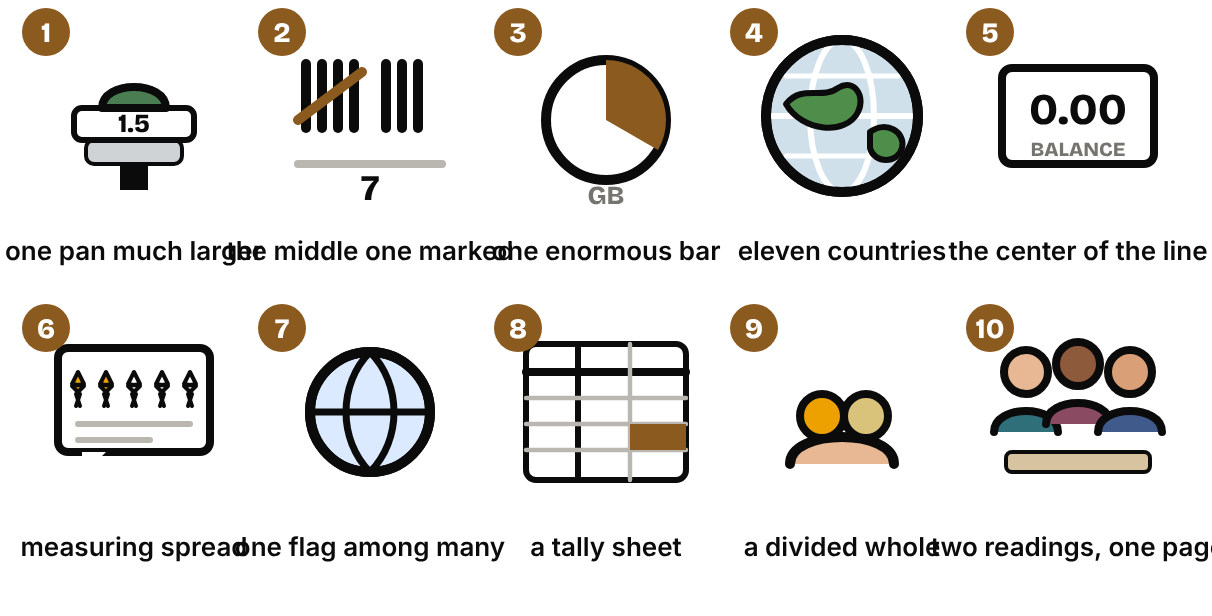 1
2
3
4
5
1.5
7
GB
0.00
BALANCE
one pan much larger
the middle one marked
one enormous bar
eleven countries
the center of the line
6
7
8
9
10
measuring spread
one flag among many
a tally sheet
a divided whole
two readings, one page